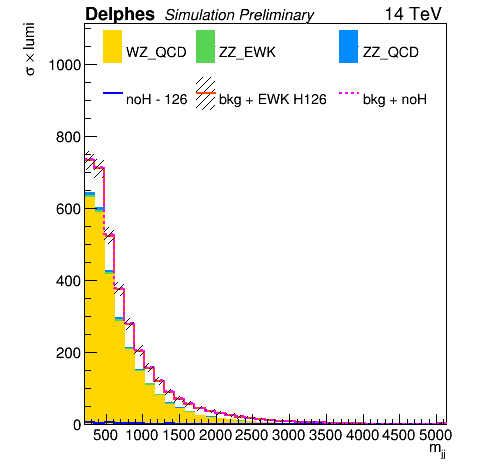 Delphes Simulation Preliminary 14 TeV
σ × lumi
WZ_QCD ZZ_EWK ZZ_QCD
noH - 126 bkg + EWK H126 bkg + noH
1000
800
600
400
200
0
500 1000 1500 2000 2500 3000 3500 4000 4500 5000
m_jj